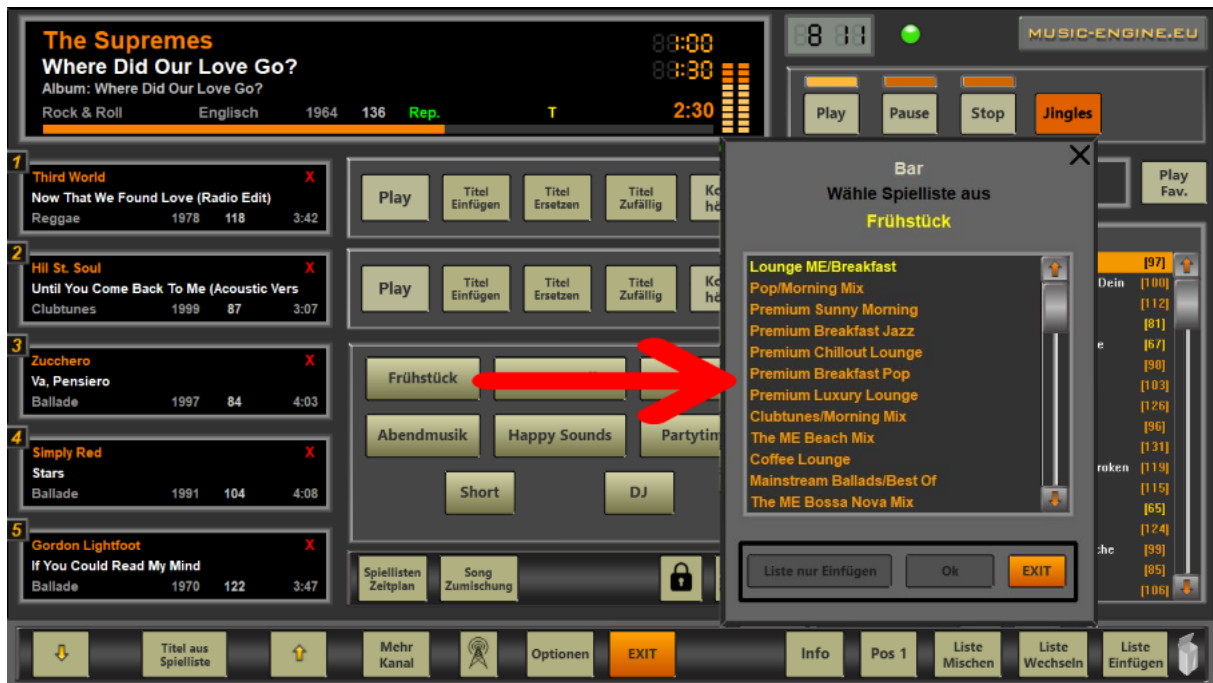 The Supremes
Where Did Our Love Go?
Album: Where Did Our Love Go?
Rock & Roll Englisch 1964 136 Rep. T 2:30
:00
:30
8 11
MUSIC-ENGINE.EU
Play Pause Stop Jingles
1
Third World X
Now That We Found Love (Radio Edit)
Reggae 1978 118 3:42
Play
Titel Einfügen
Titel Ersetzen
Titel Zufällig
Play Fav.
2
Hil St. Soul X
Until You Come Back To Me (Acoustic Vers
Clubtunes 1999 87 3:07
Play
Titel Einfügen
Titel Ersetzen
Titel Zufällig
3
Zucchero X
Va, Pensiero
Ballade 1997 84 4:03
4
Simply Red X
Stars
Ballade 1991 104 4:08
5
Gordon Lightfoot X
If You Could Read My Mind
Ballade 1970 122 3:47
Frühstück
Abendmusik Happy Sounds Partytim
Short DJ
Spiellisten Zeitplan
Song Zumischung
X
Bar
Wähle Spielliste aus
Frühstück
Lounge ME/Breakfast
Pop/Morning Mix
Premium Sunny Morning
Premium Breakfast Jazz
Premium Chillout Lounge
Premium Breakfast Pop
Premium Luxury Lounge
Clubtunes/Morning Mix
The ME Beach Mix
Coffee Lounge
Mainstream Ballads/Best Of
The ME Bossa Nova Mix
Liste nur Einfügen Ok EXIT
[97]
Dein [100]
[112]
[81]
e [67]
[98]
[103]
[126]
[96]
[131]
roken [119]
[115]
[65]
[124]
che [99]
[85]
[106]
Titel aus Spielliste
Mehr Kanal
Optionen
EXIT
Info
Pos 1
Liste Mischen
Liste Wechseln
Liste Einfügen